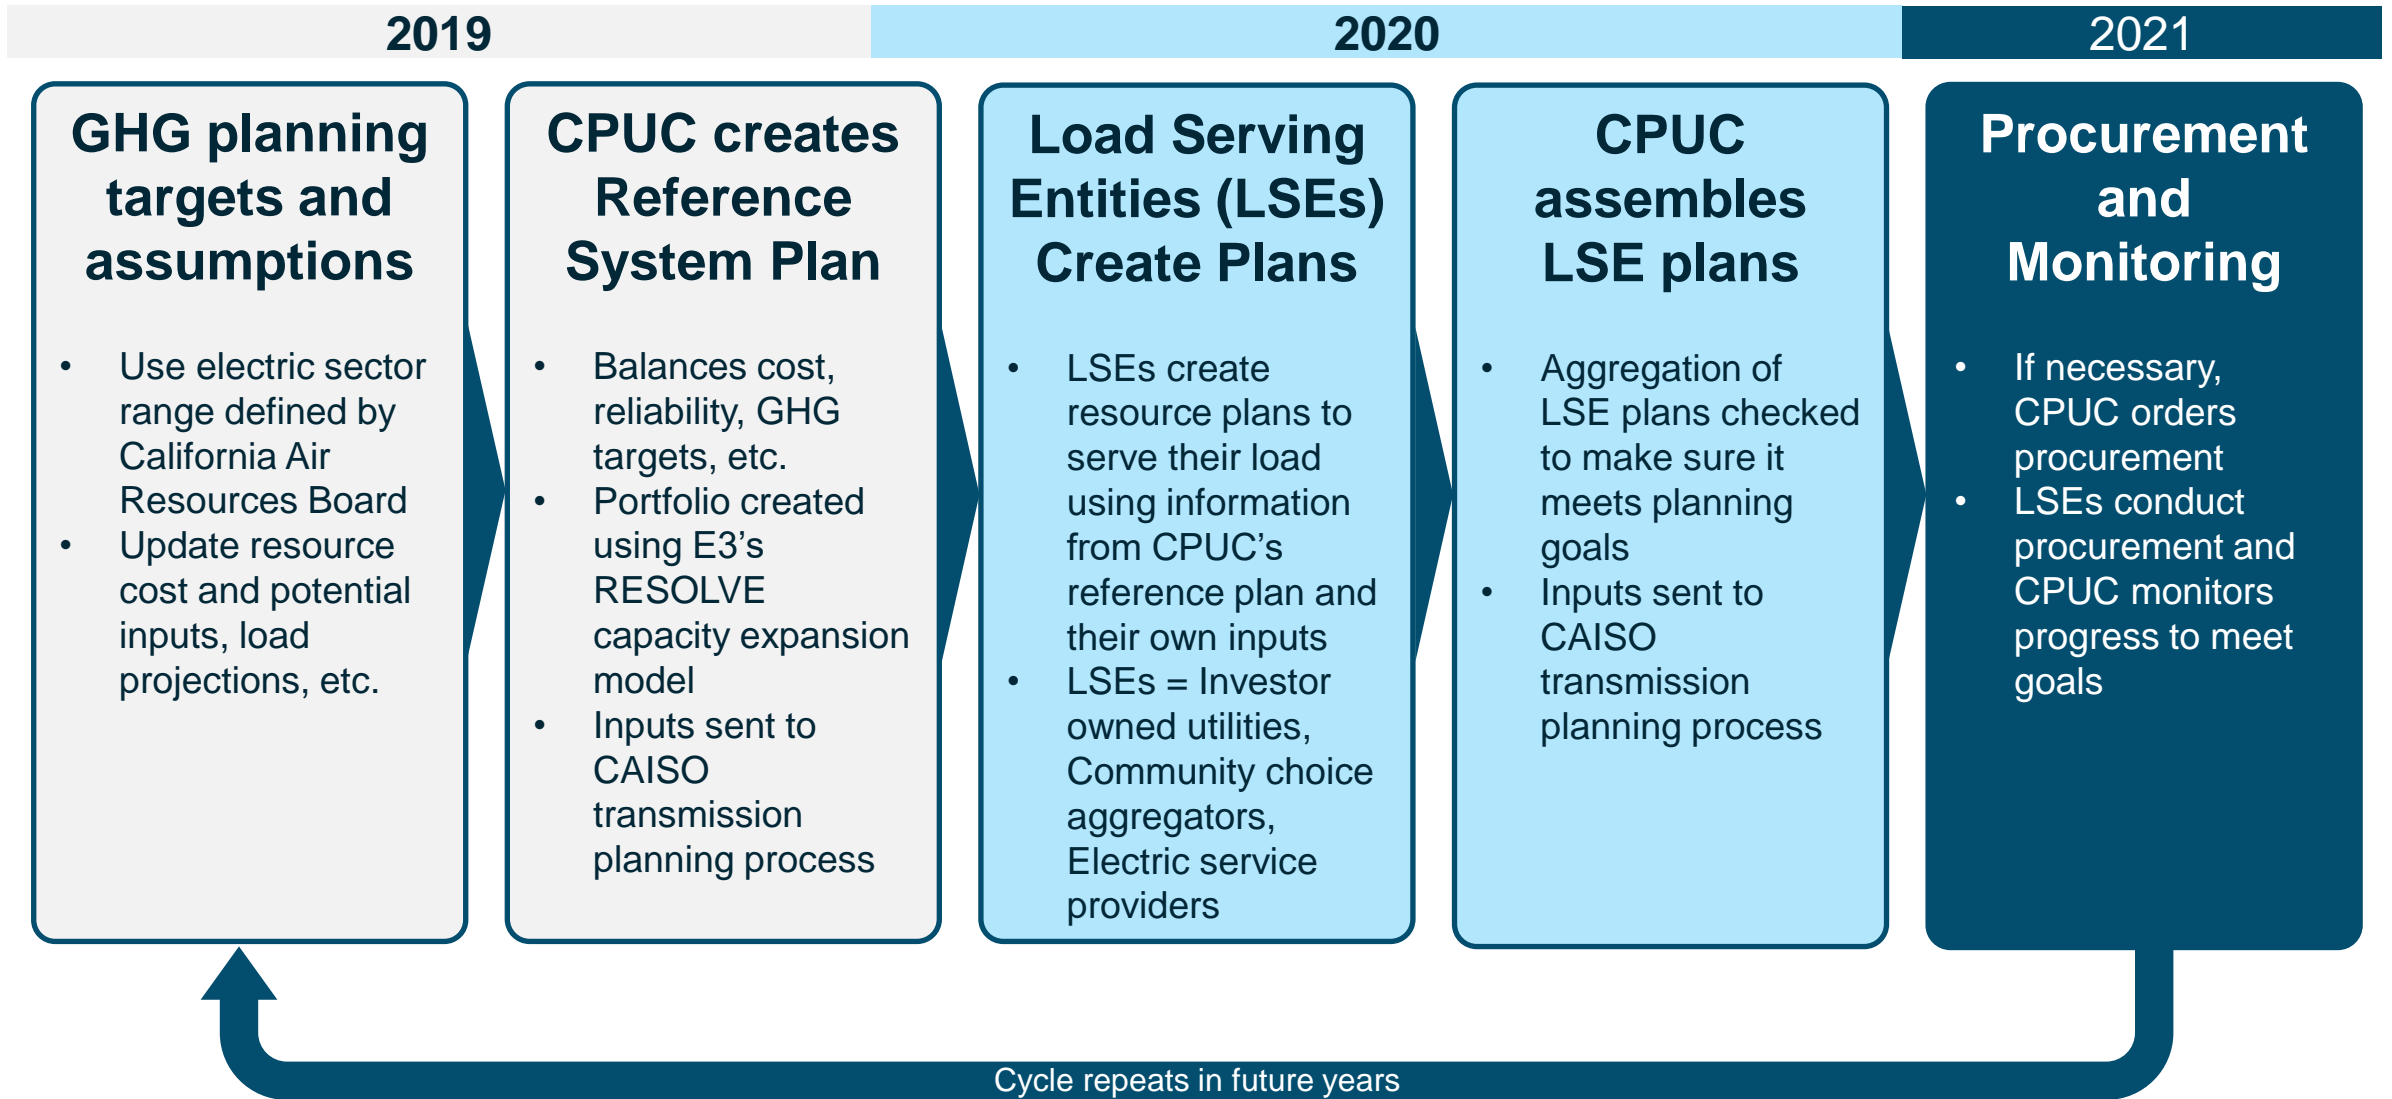 2019
2020
2021
GHG planning
targets and
assumptions
• Use electric sector
range defined by
California Air
Resources Board
• Update resource
cost and potential
inputs, load
projections, etc.
CPUC creates
Reference
System Plan
• Balances cost,
reliability, GHG
targets, etc.
• Portfolio created
using E3’s
RESOLVE
capacity expansion
model
• Inputs sent to
CAISO
transmission
planning process
Load Serving
Entities (LSEs)
Create Plans
• LSEs create
resource plans to
serve their load
using information
from CPUC’s
reference plan and
their own inputs
• LSEs = Investor
owned utilities,
Community choice
aggregators,
Electric service
providers
CPUC
assembles
LSE plans
• Aggregation of
LSE plans checked
to make sure it
meets planning
goals
• Inputs sent to
CAISO
transmission
planning process
Procurement
and
Monitoring
• If necessary,
CPUC orders
procurement
• LSEs conduct
procurement and
CPUC monitors
progress to meet
goals
Cycle repeats in future years